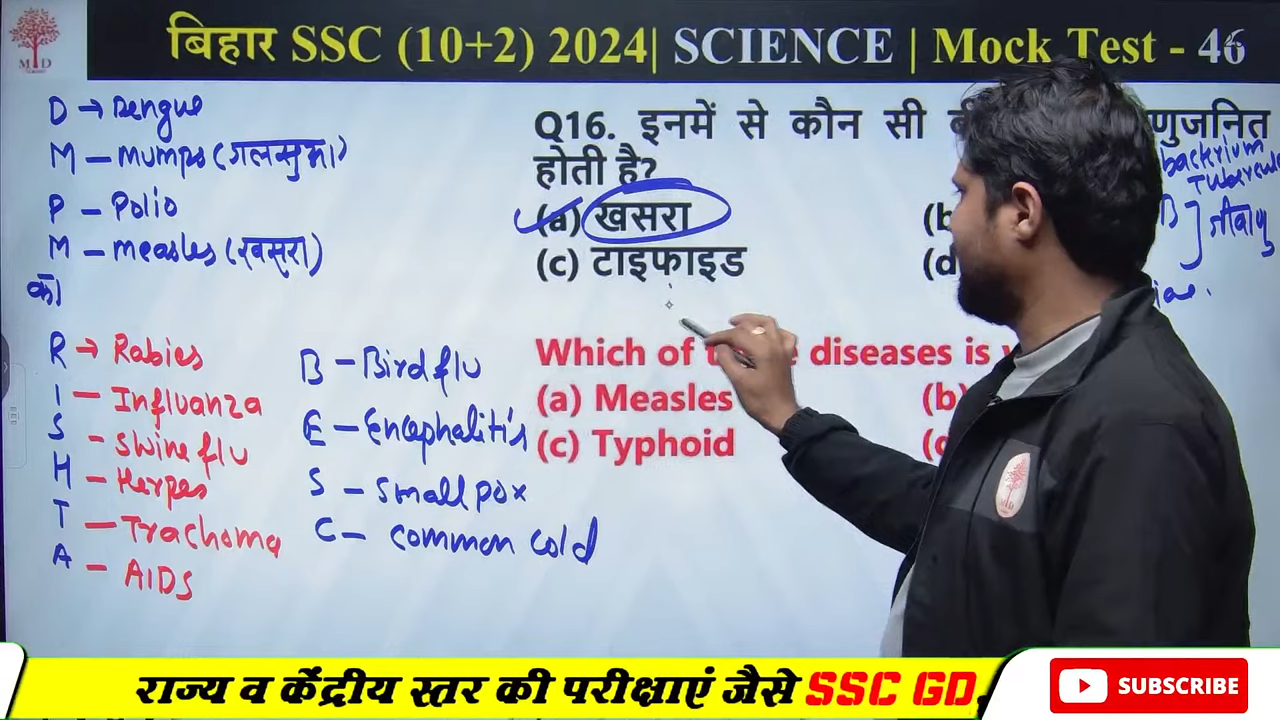 बिहार SSC (10+2) 2024| SCIENCE | Mock Test - 46
M D
D → Dengue
M – Mumps (गलसुआ)
P – Polio
M – measles (खसरा)
को
R → Rabies
I – Influanza
S – Swine flu
H – Herpes
T – Trachoma
A – AIDS
B – Bird flu
E – Encephalitis
S – Small pox
C – Common cold
Q16. इनमें से कौन सी णुजनित
होती है?
(a) खसरा
(b
(c) टाइफाइड
(d
bactrium
B
जीवाणु
Which of diseases is
(a) Measles
(b)
(c) Typhoid
राज्य व केंद्रीय स्तर की परीक्षाएं जैसे SSC GD,
SUBSCRIBE